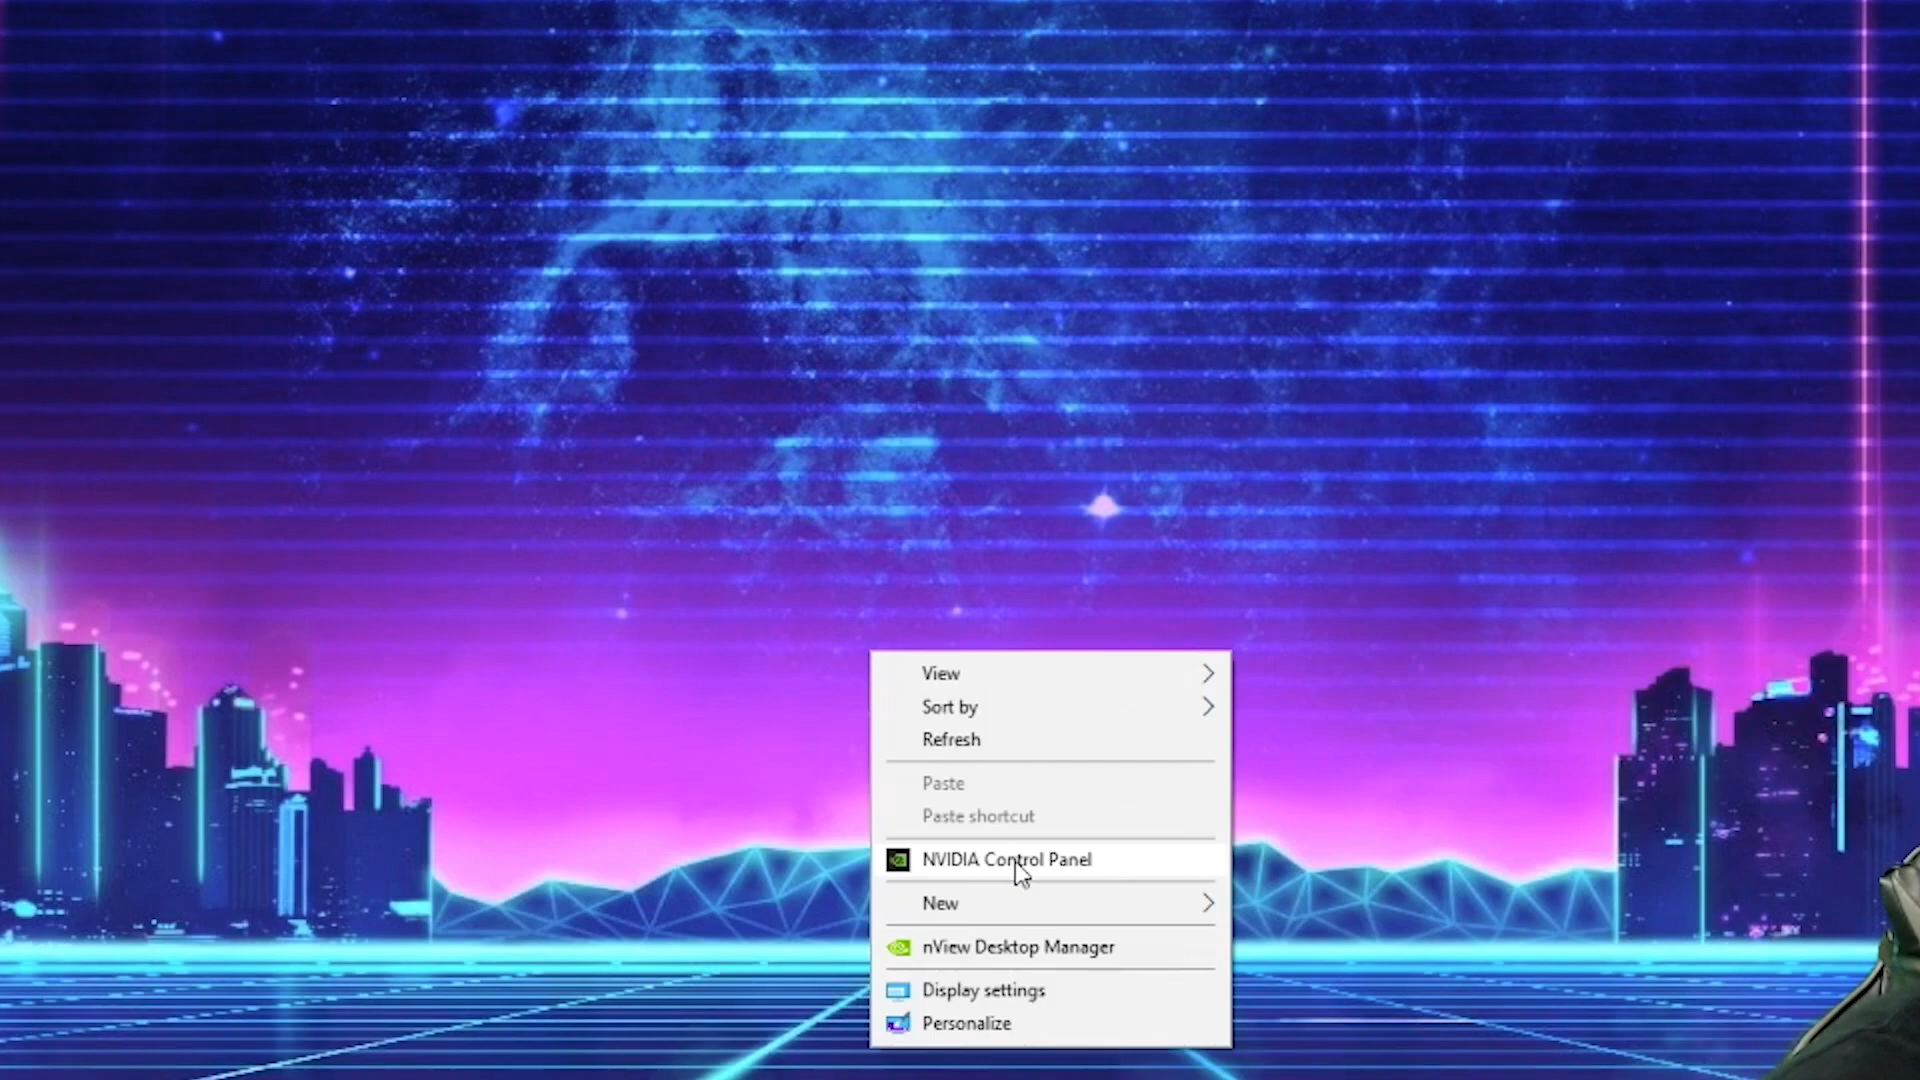 View
Sort by
Refresh
Paste
Paste shortcut
NVIDIA Control Panel
New
nView Desktop Manager
Display settings
Personalize